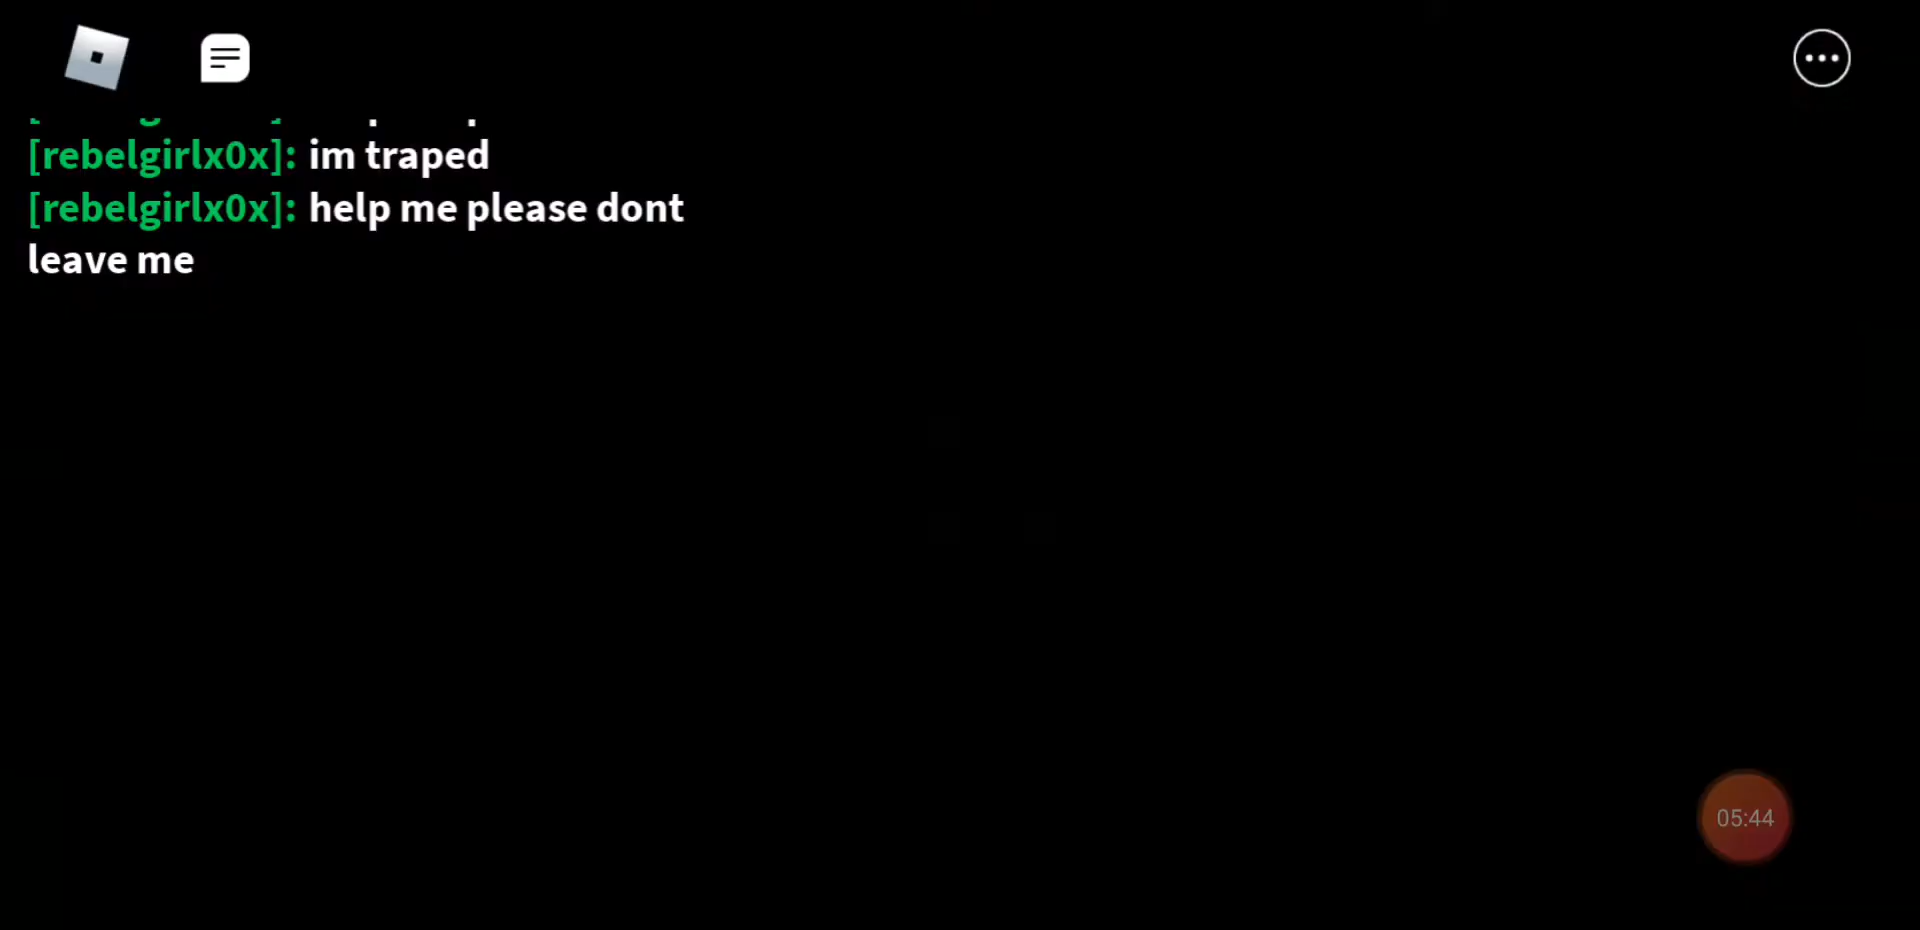 [rebelgirlx0x]: im traped
[rebelgirlx0x]: help me please dont
leave me
05:44